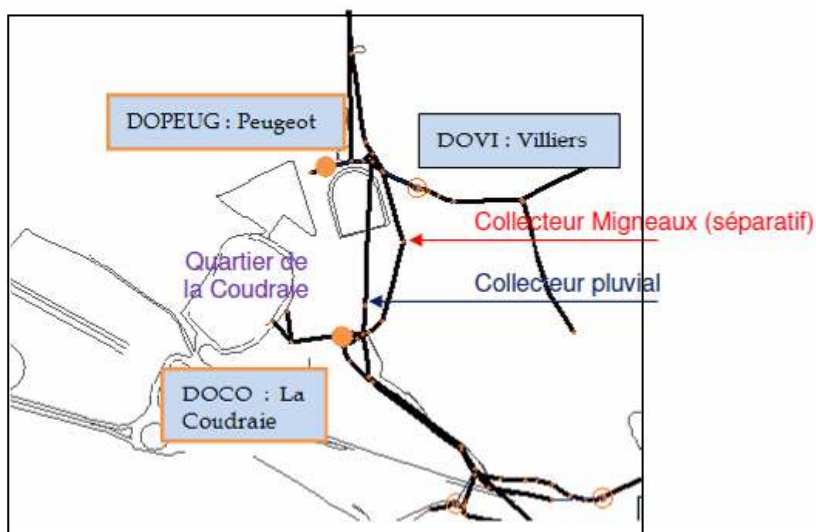 DOPEUG : Peugeot
DOVI : Villiers
Collecteur Migneaux (séparatif)
Quartier de
la Coudraie
Collecteur pluvial
DOCO : La
Coudraie